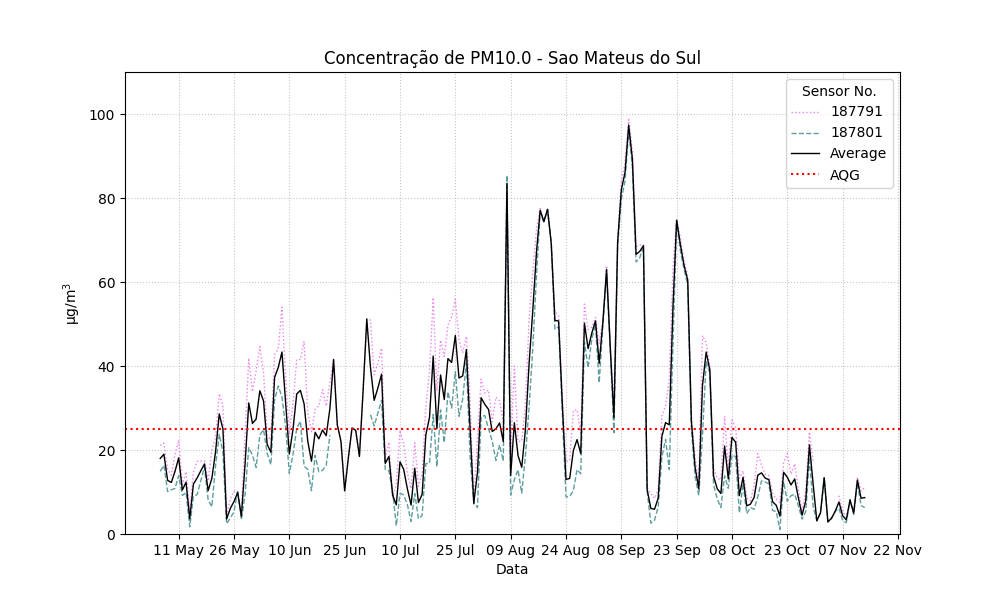 Concentração de PM10.0 - Sao Mateus do Sul
Sensor No.
187791
187801
Average
AQG
100
80
60
40
20
0
µg/m³
11 May 26 May 10 Jun 25 Jun 10 Jul 25 Jul 09 Aug 24 Aug 08 Sep 23 Sep 08 Oct 23 Oct 07 Nov 22 Nov
Data